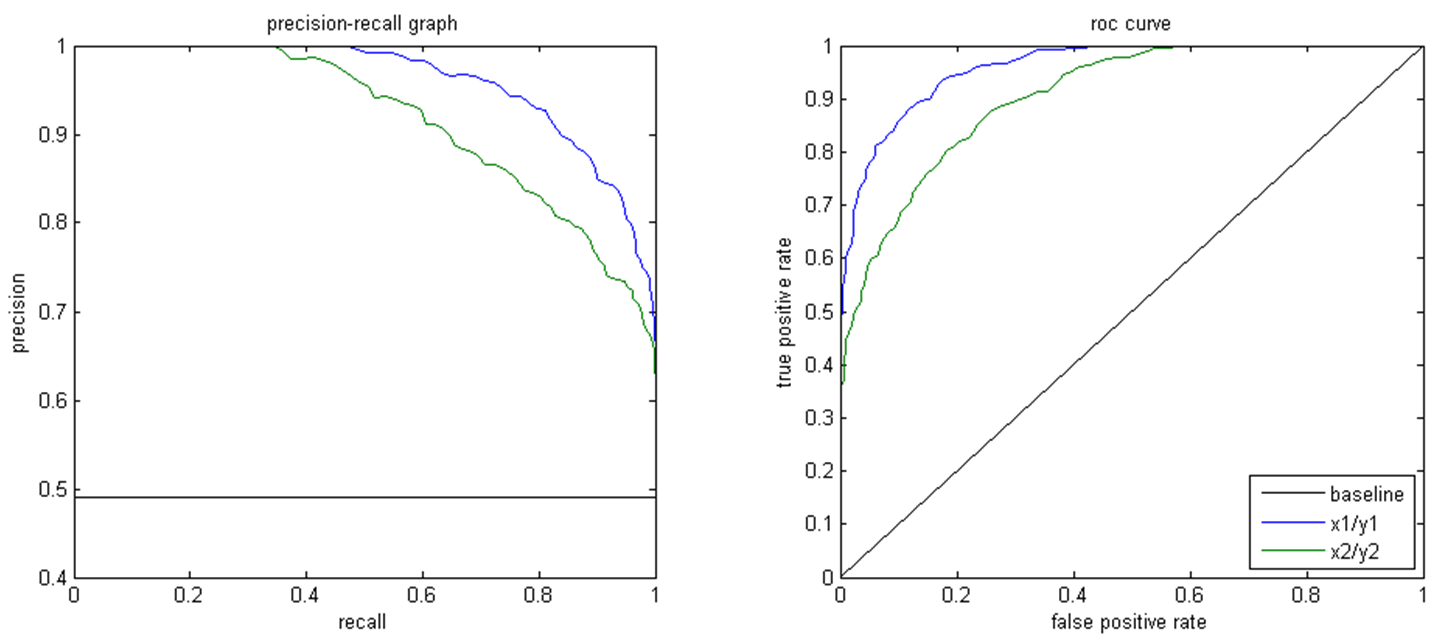 precision-recall graph
1
0.9
0.8
0.7
0.6
0.5
0.4
precision
0 0.2 0.4 0.6 0.8 1
recall
roc curve
1
0.9
0.8
0.7
0.6
0.5
0.4
0.3
0.2
0.1
0
true positive rate
baseline
x1/y1
x2/y2
0 0.2 0.4 0.6 0.8 1
false positive rate